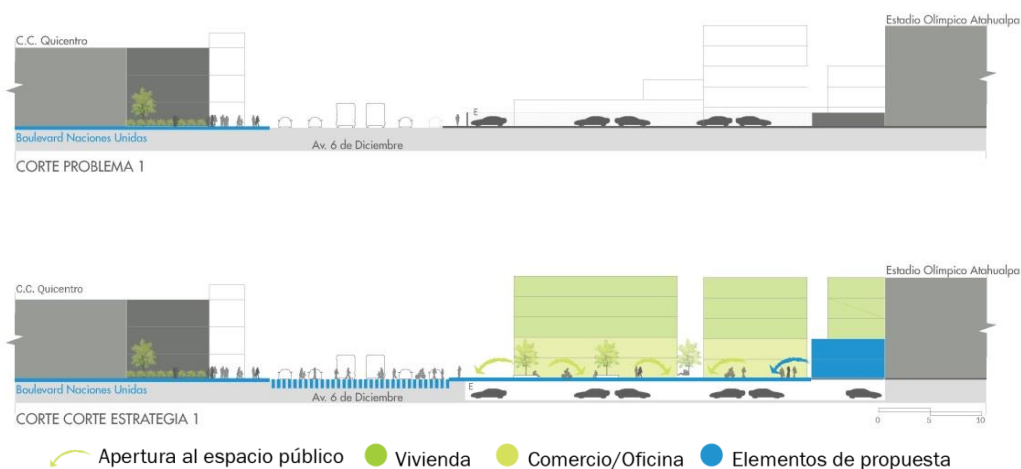 Estadio Olímpico Atahualpa
C.C. Quicentro
E
Boulevard Naciones Unidas
Av. 6 de Diciembre
CORTE PROBLEMA 1
Estadio Olímpico Atahualpa
C.C. Quicentro
Boulevard Naciones Unidas
E
Av. 6 de Diciembre
CORTE CORTE ESTRATEGIA 1
0 5 10
Apertura al espacio público Vivienda Comercio/Oficina Elementos de propuesta